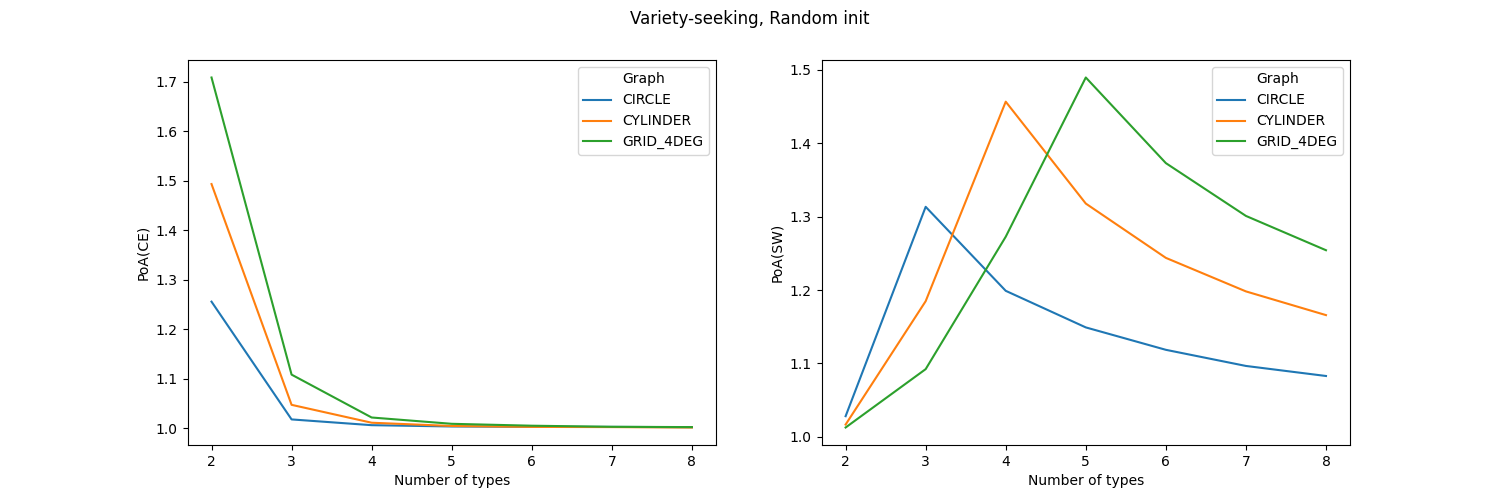 Variety-seeking, Random init
PoA(CE)
1.7
1.6
1.5
1.4
1.3
1.2
1.1
1.0
2 3 4 5 6 7 8
Number of types
Graph
CIRCLE
CYLINDER
GRID_4DEG
PoA(SW)
1.5
1.4
1.3
1.2
1.1
1.0
2 3 4 5 6 7 8
Number of types
Graph
CIRCLE
CYLINDER
GRID_4DEG